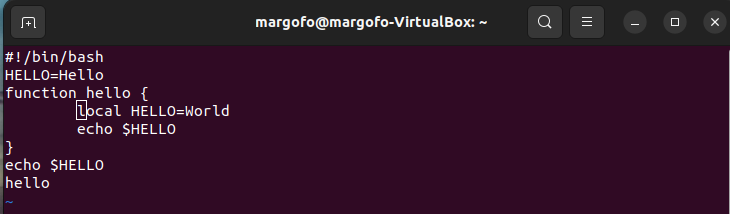 margofo@margofo-VirtualBox: ~
#!/bin/bash
HELLO=Hello
function hello {
        local HELLO=World
        echo $HELLO
}
echo $HELLO
hello
~